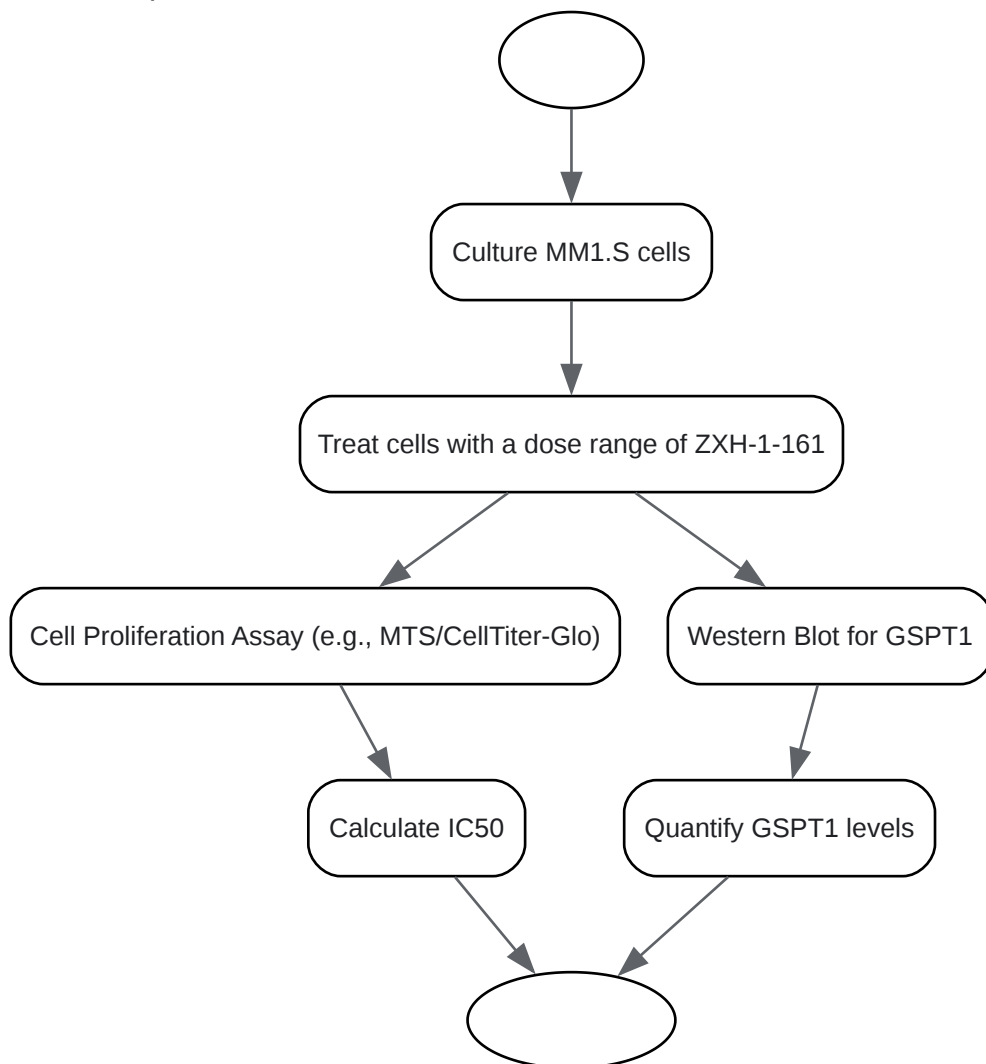 Culture MM1.S cells
Treat cells with a dose range of ZXH-1-161
Cell Proliferation Assay (e.g., MTS/CellTiter-Glo)
Western Blot for GSPT1
Calculate IC50
Quantify GSPT1 levels